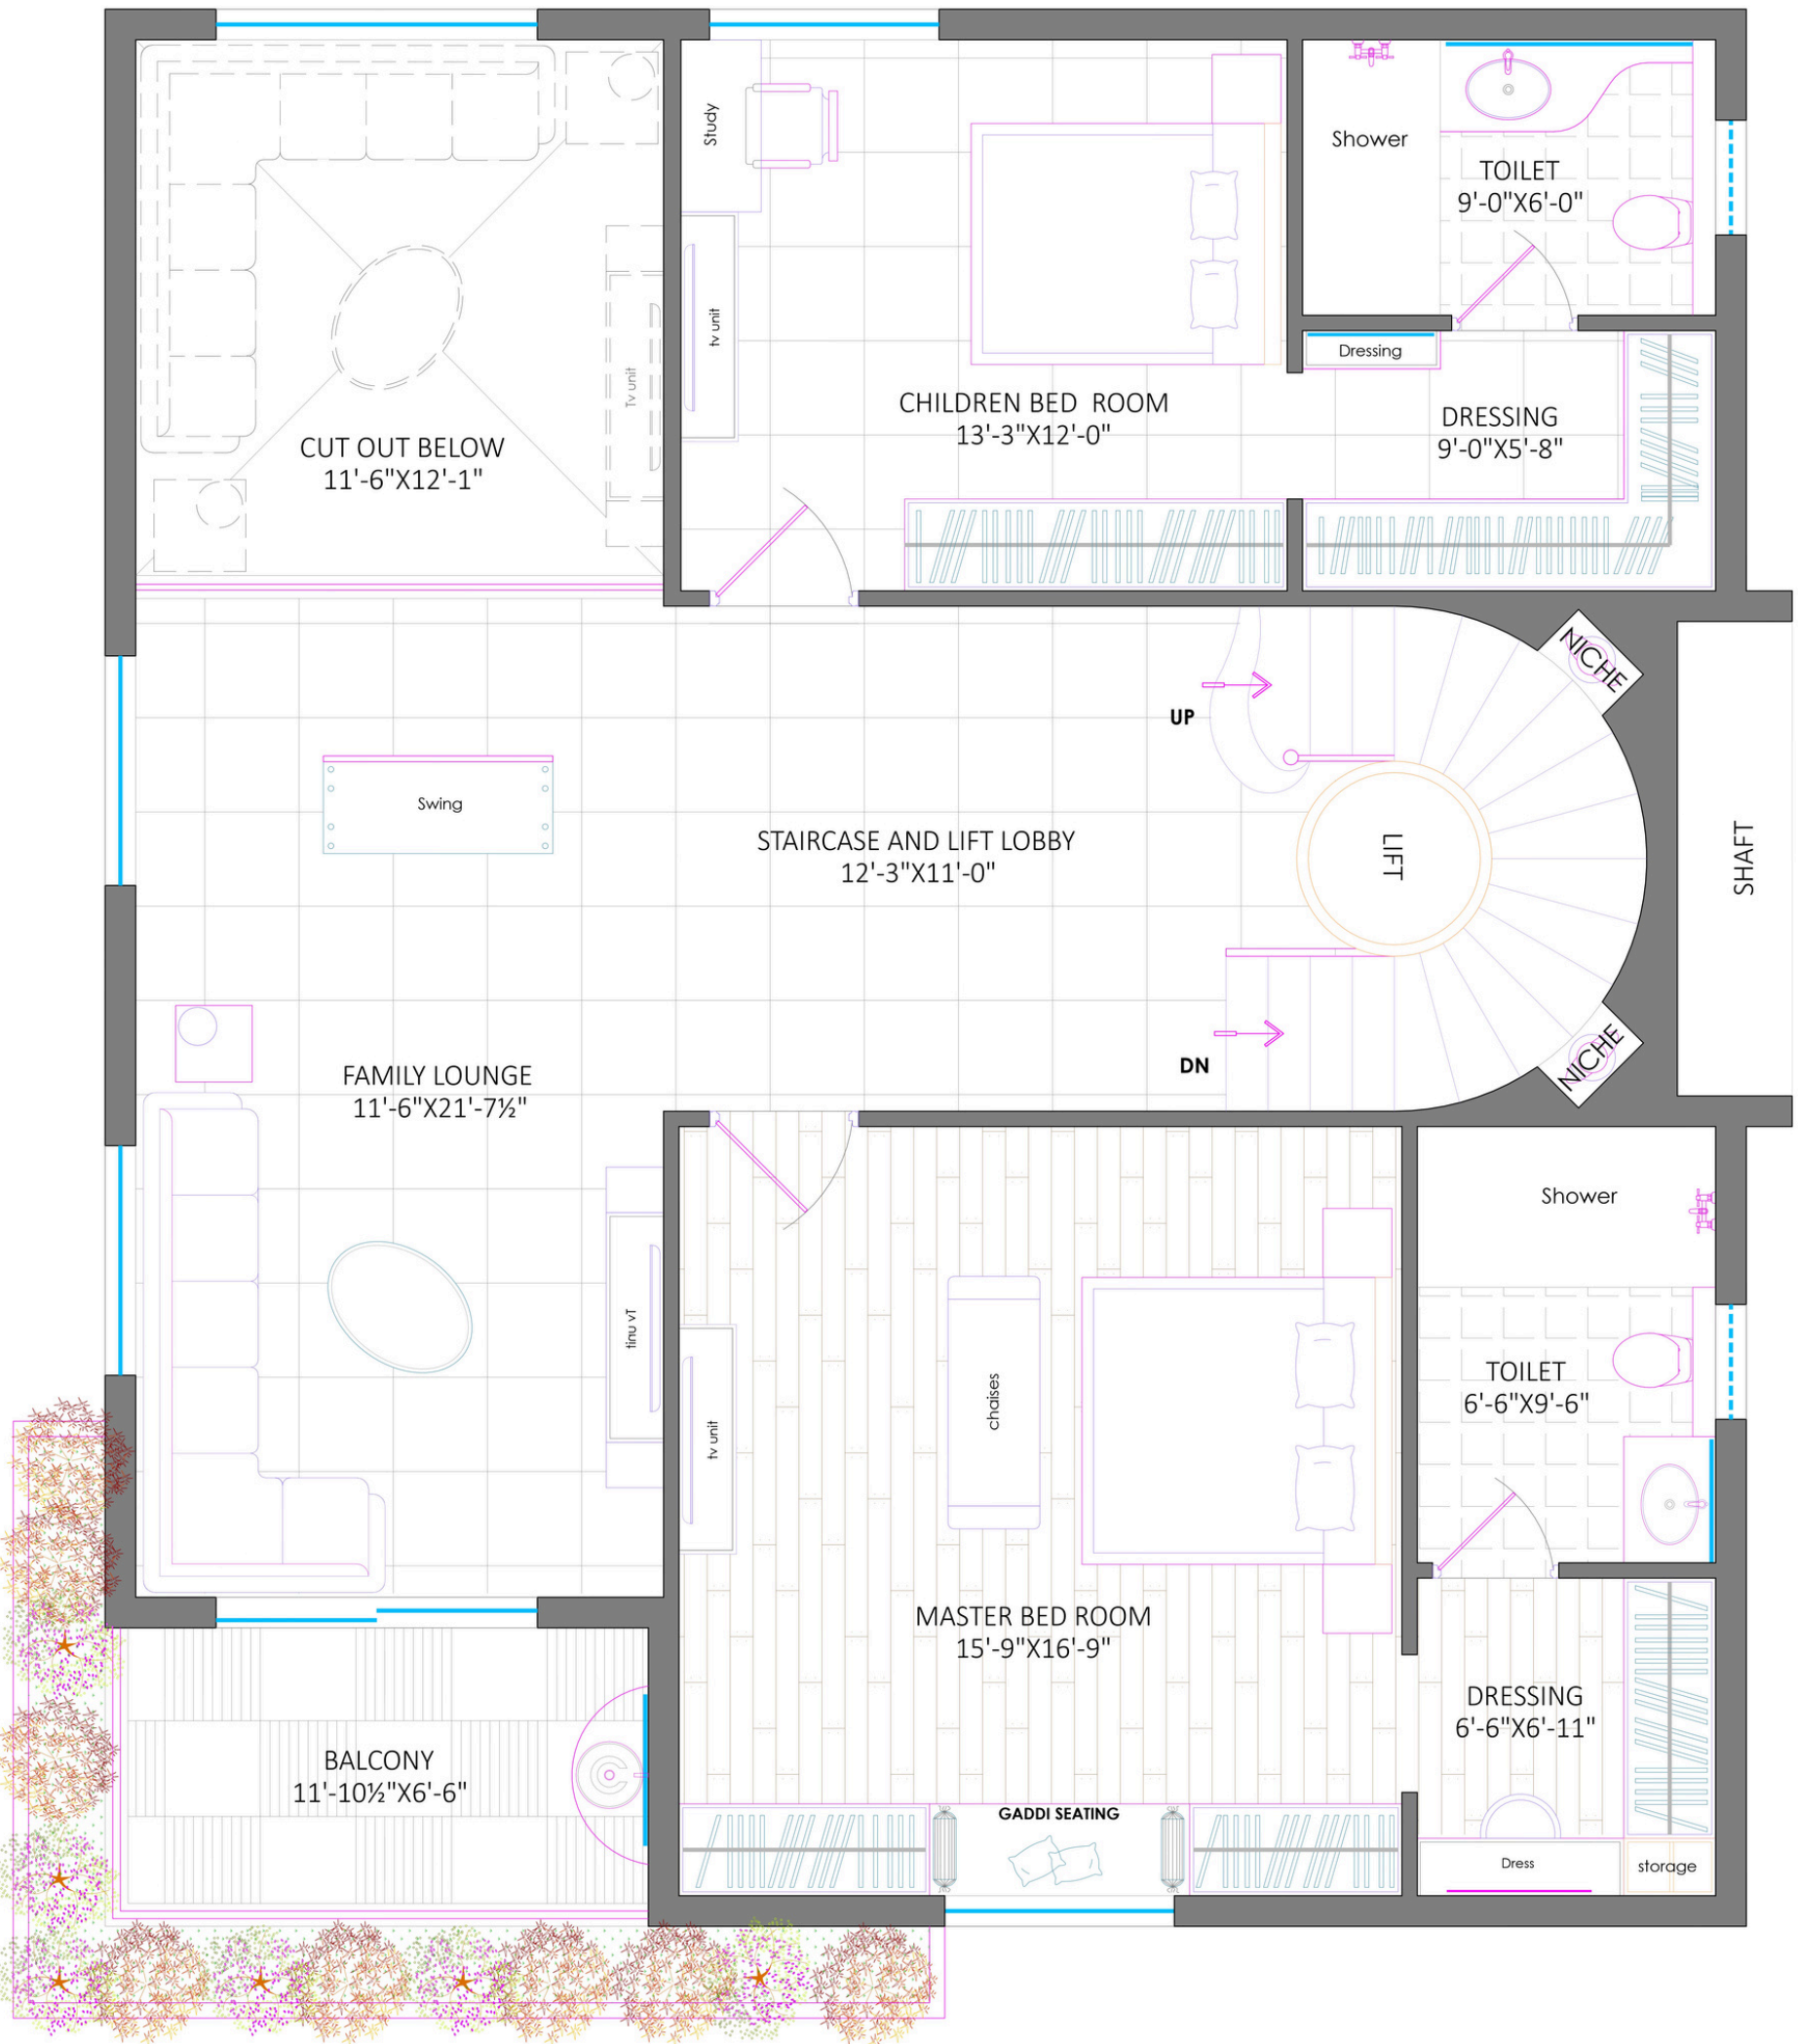 Study
Shower
TOILET
9'-0"X6'-0"
tv unit
Tv unit
Dressing
CHILDREN BED  ROOM
13'-3"X12'-0"
DRESSING
9'-0"X5'-8"
CUT OUT BELOW
11'-6"X12'-1"
NICHE
UP
Swing
STAIRCASE AND LIFT LOBBY
12'-3"X11'-0"
LIFT
SHAFT
DN
NICHE
FAMILY LOUNGE
11'-6"X21'-7½"
Shower
Tv unit
chaises
tv unit
TOILET
6'-6"X9'-6"
MASTER BED ROOM
15'-9"X16'-9"
DRESSING
6'-6"X6'-11"
BALCONY
11'-10½"X6'-6"
GADDI SEATING
Dress
storage